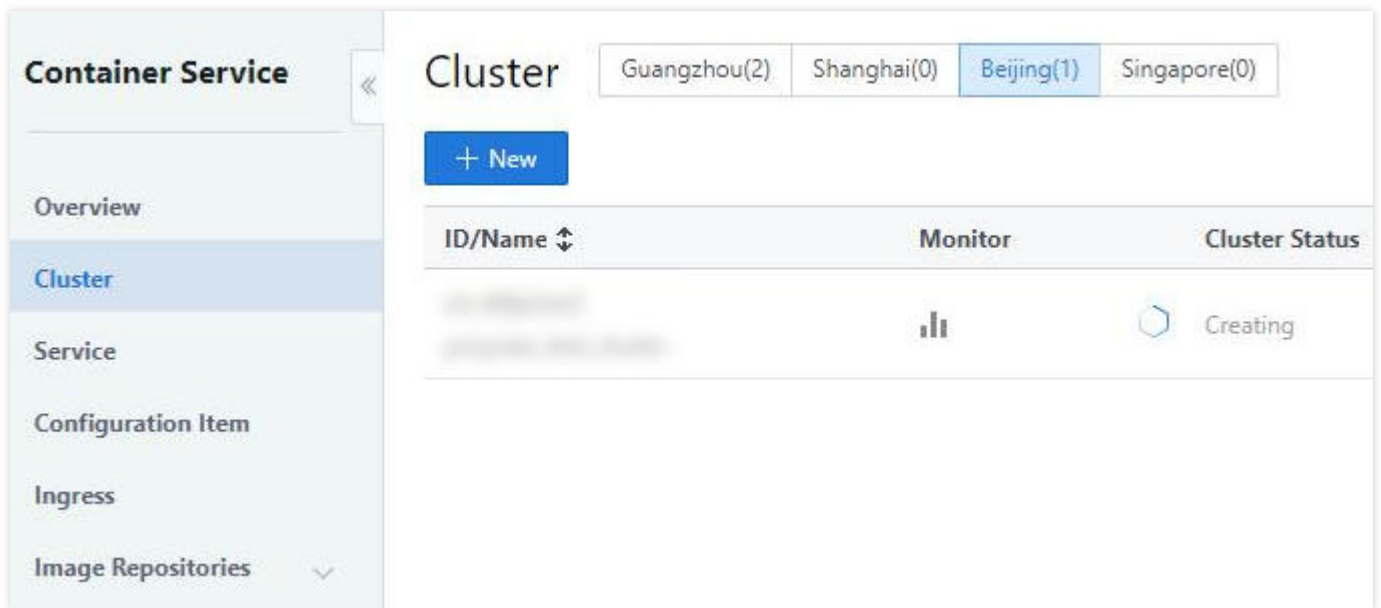 Container Service
Cluster Guangzhou(2) Shanghai(0) Beijing(1) Singapore(0)
+ New
Overview
ID/Name Monitor Cluster Status
Cluster
Creating
Service
Configuration Item
Ingress
Image Repositories